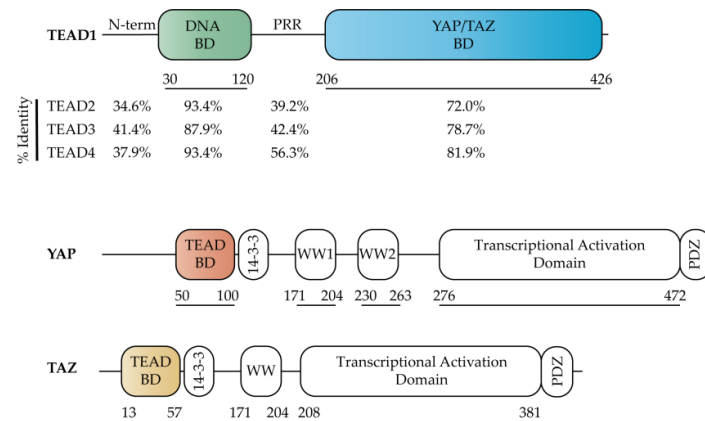 N-term DNA BD PRR YAP/TAZ BD
TEAD1
30 120 206 426
% Identity
TEAD2 34.6% 93.4% 39.2% 72.0%
TEAD3 41.4% 87.9% 42.4% 78.7%
TEAD4 37.9% 93.4% 56.3% 81.9%
YAP TEAD BD 14-3-3 WW1 WW2 Transcriptional Activation Domain PDZ
50 100 171 204 230 263 276 472
TAZ TEAD BD 14-3-3 WW Transcriptional Activation Domain PDZ
13 57 171 204 208 381